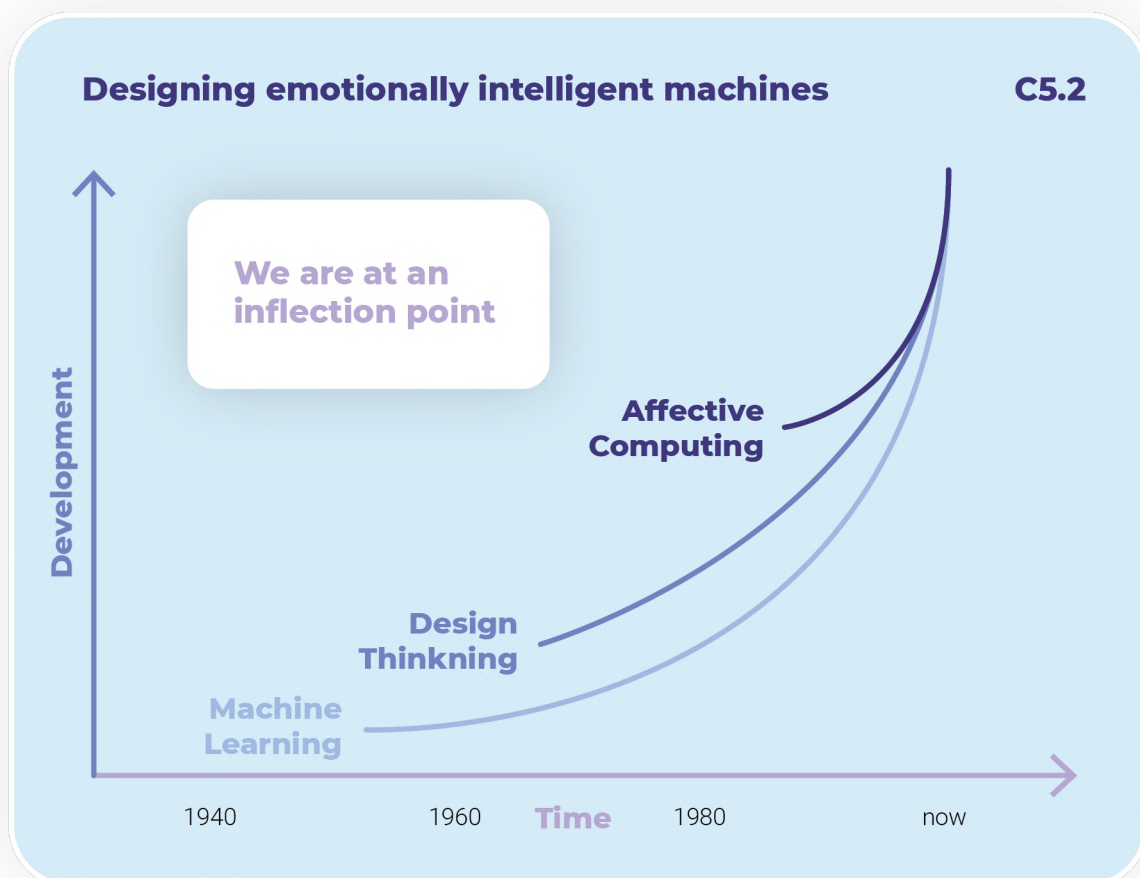 Designing emotionally intelligent machines
C5.2
We are at an
inflection point
Development
Affective
Computing
Design
Thinkning
Machine
Learning
1940
1960
Time
1980
now